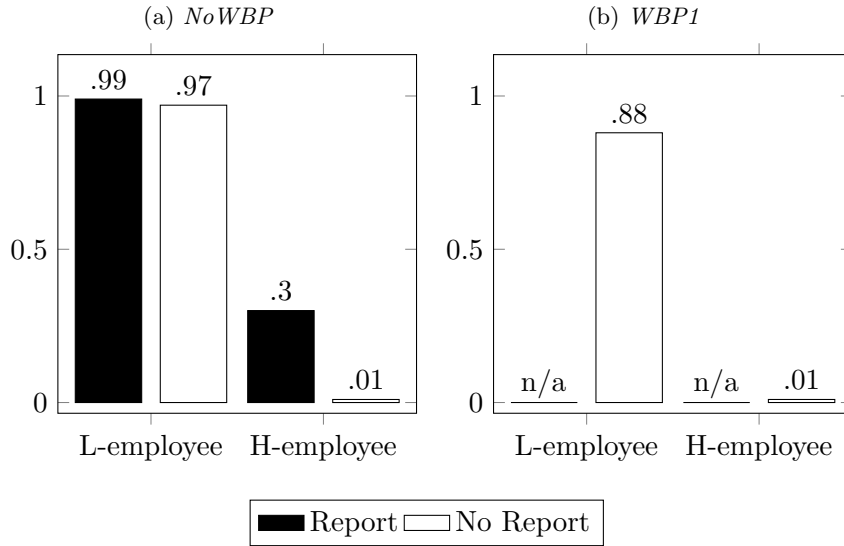 (a) NoWBP
1
0.5
0
.99
.97
.3
.01
L-employee H-employee
(b) WBP1
1
0.5
0
n/a
.88
n/a
.01
L-employee H-employee
Report No Report